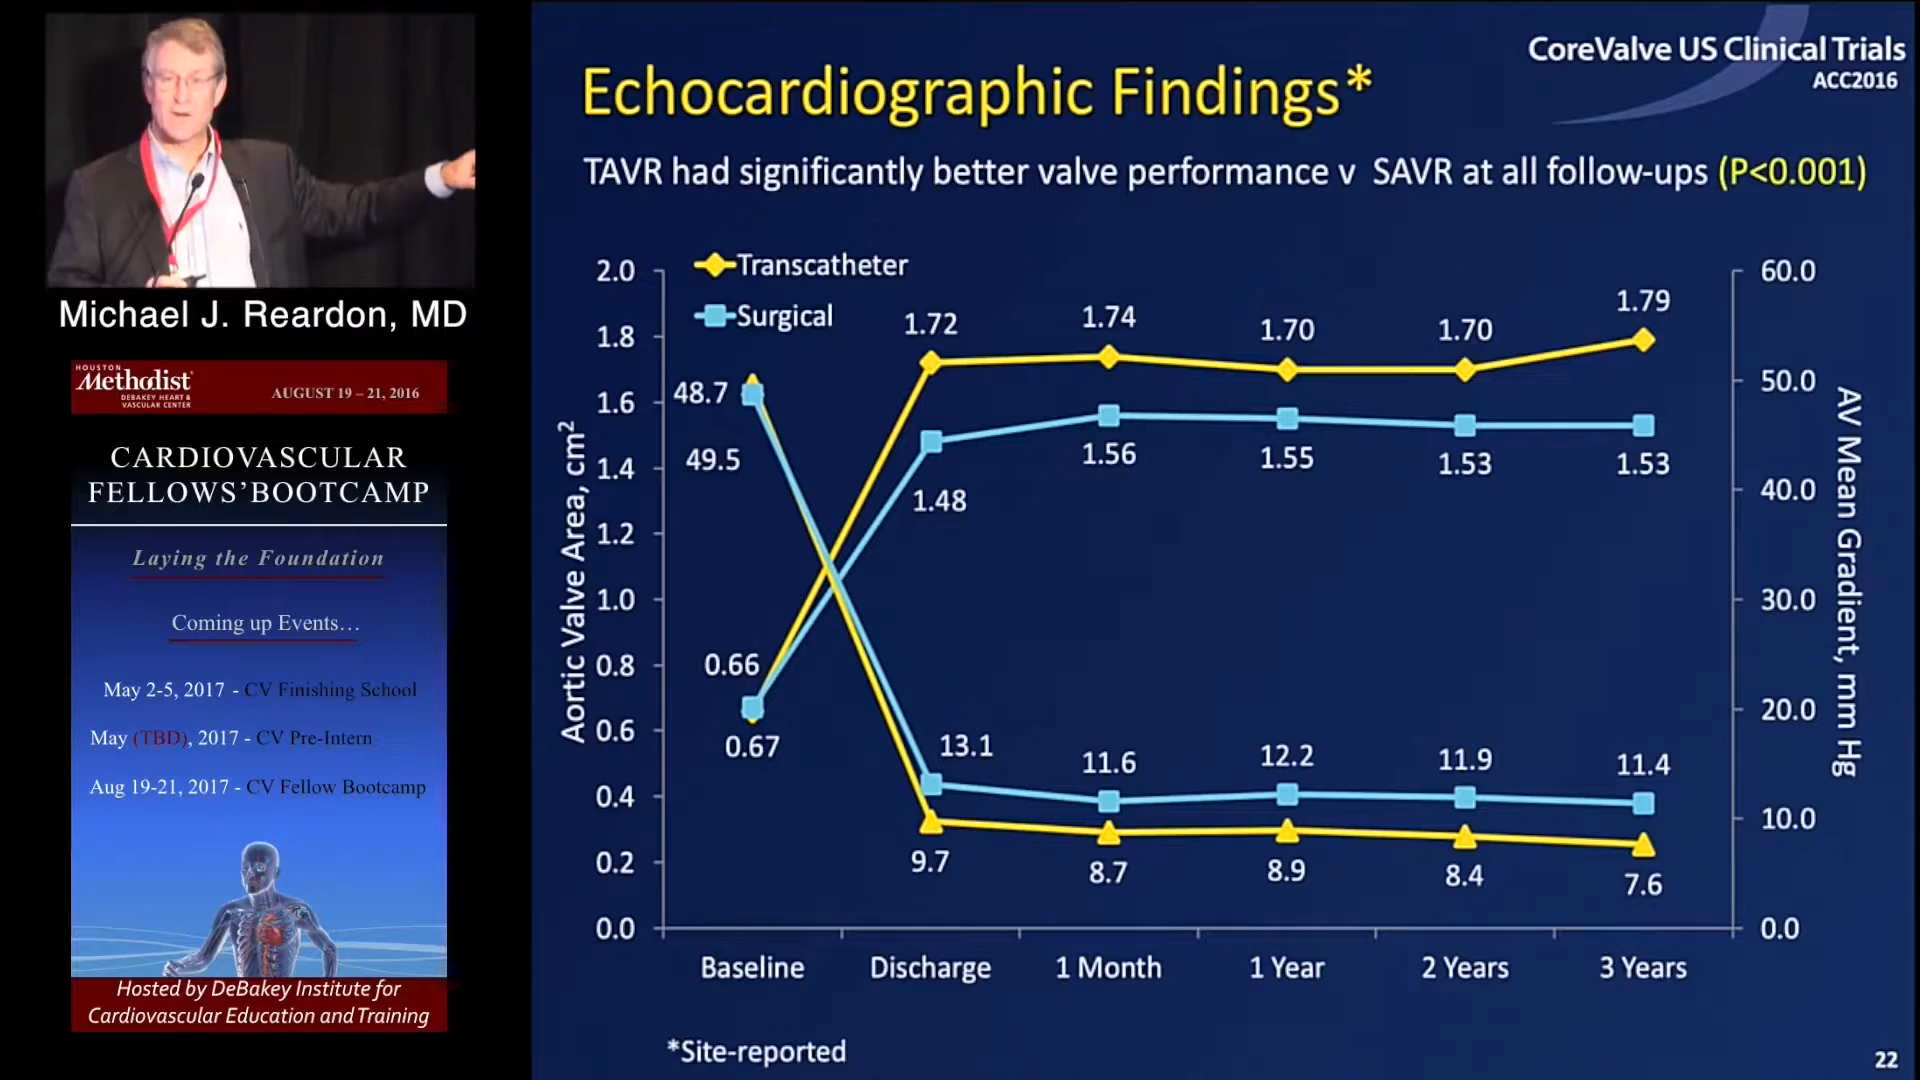 Michael J. Reardon, MD
HOUSTON
Methodist
DEBAKEY HEART &
VASCULAR CENTER
AUGUST 19 – 21, 2016
CARDIOVASCULAR
FELLOWS’BOOTCAMP
Laying the Foundation
Coming up Events…
May 2-5, 2017 - CV Finishing School
May (TBD), 2017 - CV Pre-Intern
Aug 19-21, 2017 - CV Fellow Bootcamp
Hosted by DeBakey Institute for
Cardiovascular Education and Training
CoreValve US Clinical Trials
ACC2016
Echocardiographic Findings*
TAVR had significantly better valve performance v SAVR at all follow-ups (P<0.001)
Transcatheter
Surgical
Aortic Valve Area, cm²
2.0
1.8
1.6
1.4
1.2
1.0
0.8
0.6
0.4
0.2
0.0
48.7
49.5
0.66
0.67
1.72
1.74
1.70
1.70
1.79
1.48
1.56
1.55
1.53
1.53
13.1
11.6
12.2
11.9
11.4
9.7
8.7
8.9
8.4
7.6
60.0
50.0
40.0
30.0
20.0
10.0
0.0
AV Mean Gradient, mm Hg
Baseline Discharge 1 Month 1 Year 2 Years 3 Years
*Site-reported
22